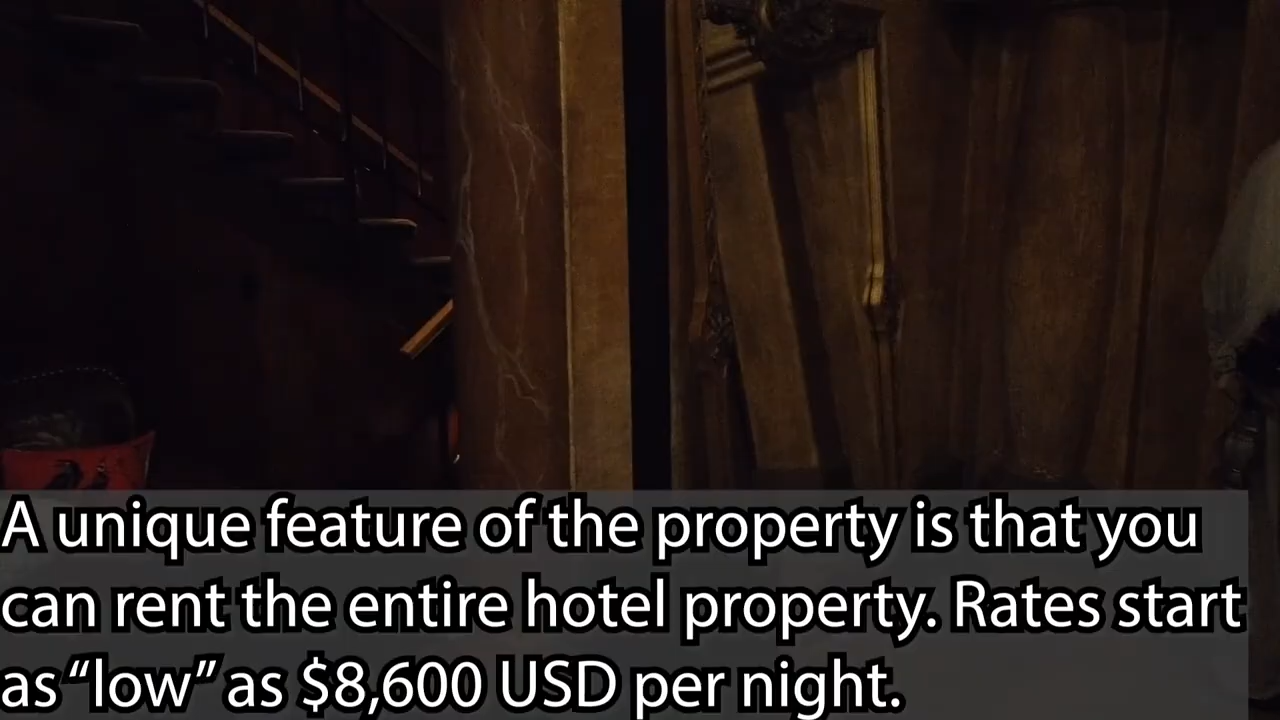 A unique feature of the property is that you
can rent the entire hotel property. Rates start
as “low” as $8,600 USD per night.